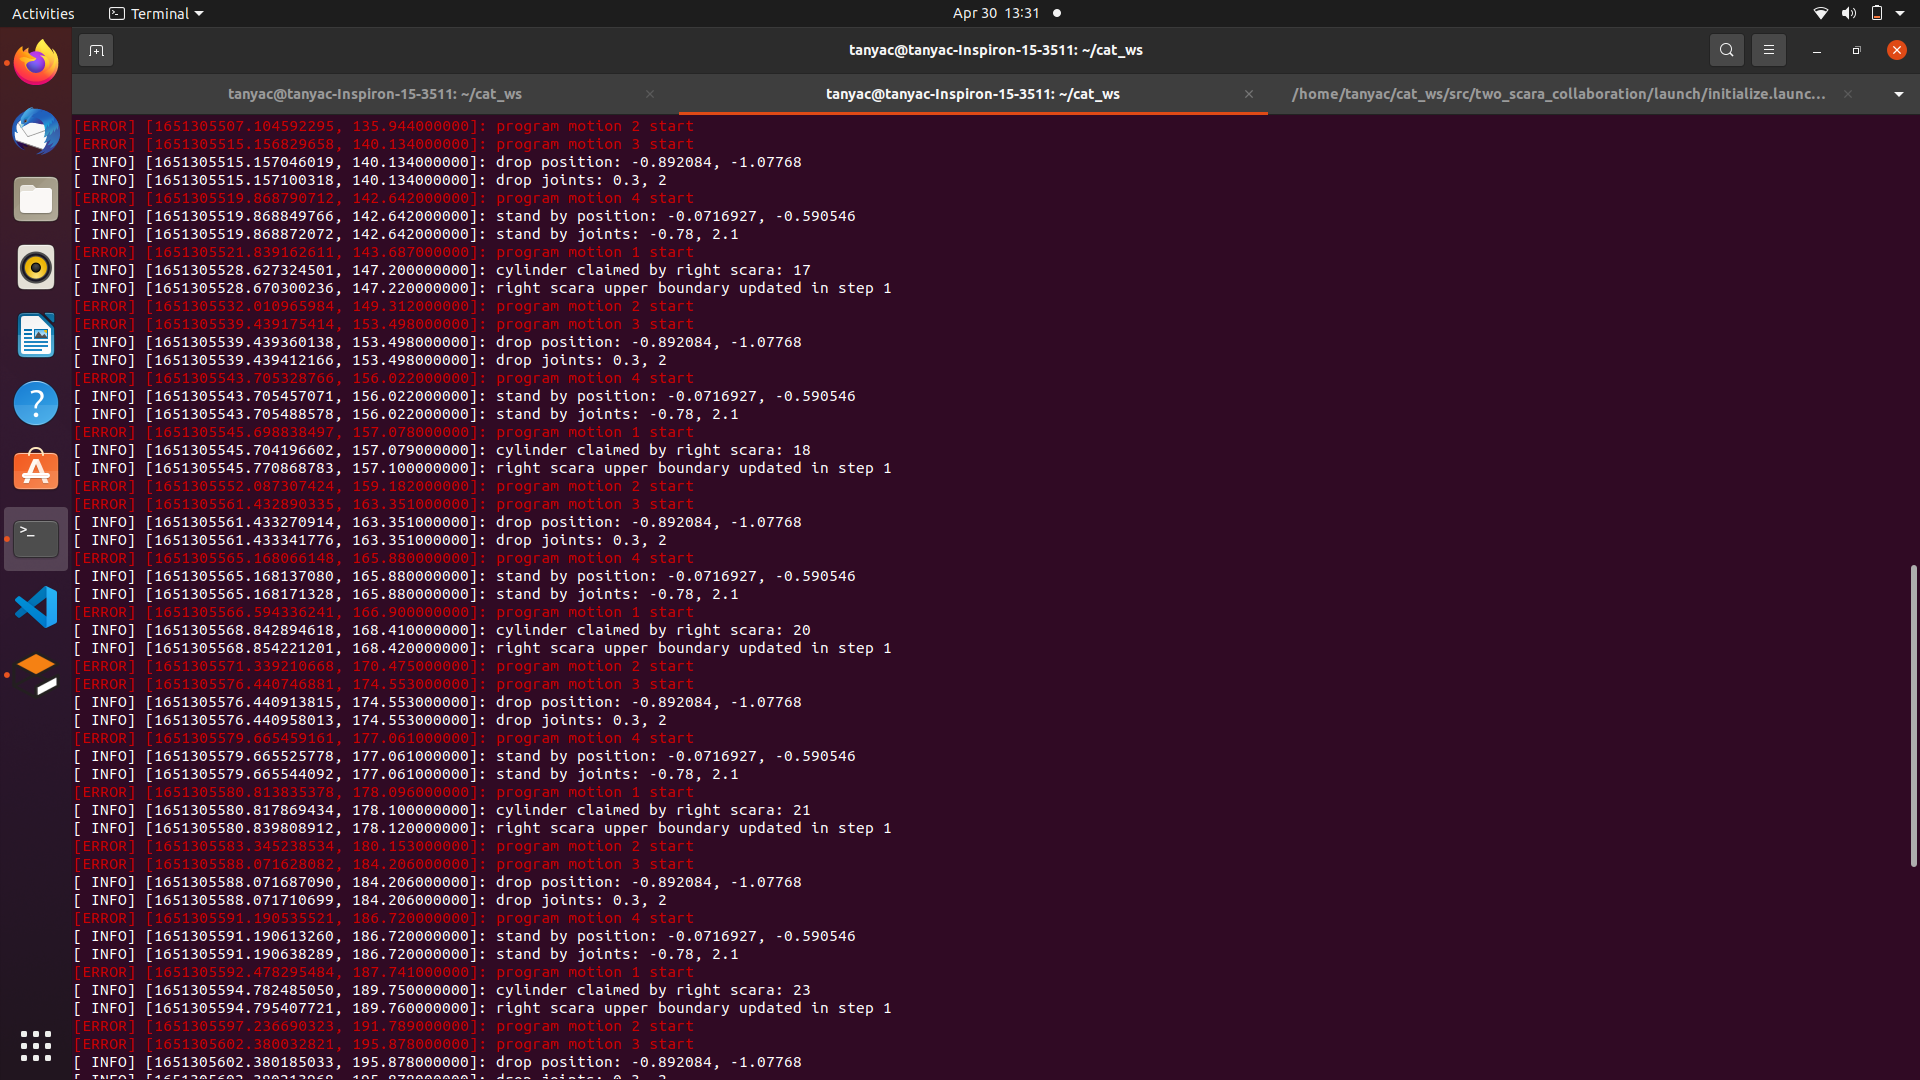 Activities
Terminal
Apr 30 13:31
tanyac@tanyac-Inspiron-15-3511: ~/cat_ws
tanyac@tanyac-Inspiron-15-3511: ~/cat_ws
tanyac@tanyac-Inspiron-15-3511: ~/cat_ws
/home/tanyac/cat_ws/src/two_scara_collaboration/launch/initialize.launc...
[ERROR] [1651305507.104592295, 135.944000000]: program motion 2 start
[ERROR] [1651305515.156829658, 140.134000000]: program motion 3 start
[ INFO] [1651305515.157046019, 140.134000000]: drop position: -0.892084, -1.07768
[ INFO] [1651305515.157100318, 140.134000000]: drop joints: 0.3, 2
[ERROR] [1651305519.868790712, 142.642000000]: program motion 4 start
[ INFO] [1651305519.868849766, 142.642000000]: stand by position: -0.0716927, -0.590546
[ INFO] [1651305519.868872072, 142.642000000]: stand by joints: -0.78, 2.1
[ERROR] [1651305521.839162611, 143.687000000]: program motion 1 start
[ INFO] [1651305528.627324501, 147.200000000]: cylinder claimed by right scara: 17
[ INFO] [1651305528.670300236, 147.220000000]: right scara upper boundary updated in step 1
[ERROR] [1651305532.010965984, 149.312000000]: program motion 2 start
[ERROR] [1651305539.439175414, 153.498000000]: program motion 3 start
[ INFO] [1651305539.439360138, 153.498000000]: drop position: -0.892084, -1.07768
[ INFO] [1651305539.439412166, 153.498000000]: drop joints: 0.3, 2
[ERROR] [1651305543.705328766, 156.022000000]: program motion 4 start
[ INFO] [1651305543.705457071, 156.022000000]: stand by position: -0.0716927, -0.590546
[ INFO] [1651305543.705488578, 156.022000000]: stand by joints: -0.78, 2.1
[ERROR] [1651305545.698838497, 157.078000000]: program motion 1 start
[ INFO] [1651305545.704196602, 157.079000000]: cylinder claimed by right scara: 18
[ INFO] [1651305545.770868783, 157.100000000]: right scara upper boundary updated in step 1
[ERROR] [1651305552.087307424, 159.182000000]: program motion 2 start
[ERROR] [1651305561.432890335, 163.351000000]: program motion 3 start
[ INFO] [1651305561.433270914, 163.351000000]: drop position: -0.892084, -1.07768
[ INFO] [1651305561.433341776, 163.351000000]: drop joints: 0.3, 2
[ERROR] [1651305565.168066148, 165.880000000]: program motion 4 start
[ INFO] [1651305565.168137080, 165.880000000]: stand by position: -0.0716927, -0.590546
[ INFO] [1651305565.168171328, 165.880000000]: stand by joints: -0.78, 2.1
[ERROR] [1651305566.594336241, 166.900000000]: program motion 1 start
[ INFO] [1651305568.842894618, 168.410000000]: cylinder claimed by right scara: 20
[ INFO] [1651305568.854221201, 168.420000000]: right scara upper boundary updated in step 1
[ERROR] [1651305571.339210668, 170.475000000]: program motion 2 start
[ERROR] [1651305576.440746881, 174.553000000]: program motion 3 start
[ INFO] [1651305576.440913815, 174.553000000]: drop position: -0.892084, -1.07768
[ INFO] [1651305576.440958013, 174.553000000]: drop joints: 0.3, 2
[ERROR] [1651305579.665459161, 177.061000000]: program motion 4 start
[ INFO] [1651305579.665525778, 177.061000000]: stand by position: -0.0716927, -0.590546
[ INFO] [1651305579.665544092, 177.061000000]: stand by joints: -0.78, 2.1
[ERROR] [1651305580.813835378, 178.096000000]: program motion 1 start
[ INFO] [1651305580.817869434, 178.100000000]: cylinder claimed by right scara: 21
[ INFO] [1651305580.839808912, 178.120000000]: right scara upper boundary updated in step 1
[ERROR] [1651305583.345238534, 180.153000000]: program motion 2 start
[ERROR] [1651305588.071628082, 184.206000000]: program motion 3 start
[ INFO] [1651305588.071687090, 184.206000000]: drop position: -0.892084, -1.07768
[ INFO] [1651305588.071710699, 184.206000000]: drop joints: 0.3, 2
[ERROR] [1651305591.190535521, 186.720000000]: program motion 4 start
[ INFO] [1651305591.190613260, 186.720000000]: stand by position: -0.0716927, -0.590546
[ INFO] [1651305591.190638289, 186.720000000]: stand by joints: -0.78, 2.1
[ERROR] [1651305592.478295484, 187.741000000]: program motion 1 start
[ INFO] [1651305594.782485050, 189.750000000]: cylinder claimed by right scara: 23
[ INFO] [1651305594.795407721, 189.760000000]: right scara upper boundary updated in step 1
[ERROR] [1651305597.236690323, 191.789000000]: program motion 2 start
[ERROR] [1651305602.380032821, 195.878000000]: program motion 3 start
[ INFO] [1651305602.380185033, 195.878000000]: drop position: -0.892084, -1.07768
[ INFO] [1651305602.380213968, 195.878000000]: drop joints: 0.3, 2